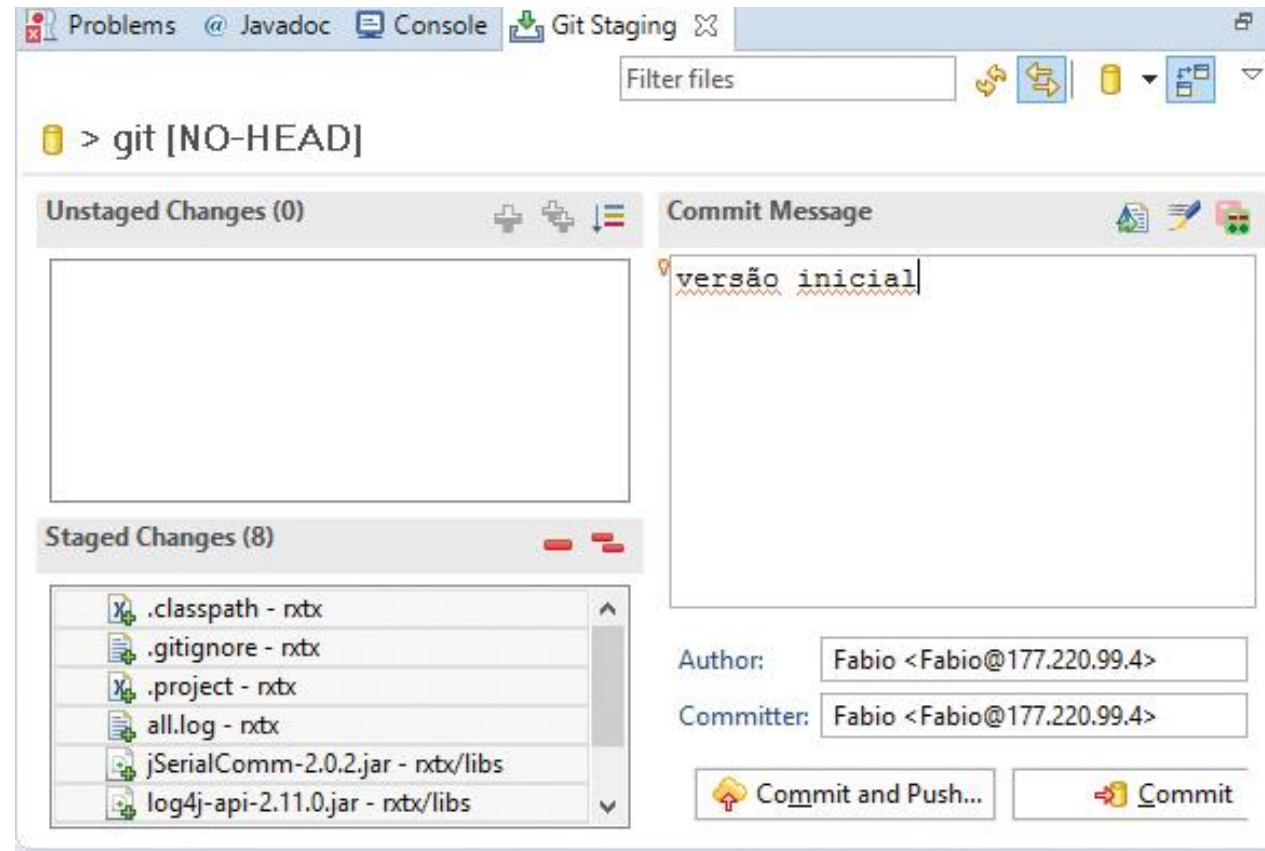 Problems @ Javadoc Console Git Staging
Filter files
> git [NO-HEAD]
Unstaged Changes (0)
Staged Changes (8)
.classpath - rxtx
.gitignore - rxtx
.project - rxtx
all.log - rxtx
jSerialComm-2.0.2.jar - rxtx/libs
log4j-api-2.11.0.jar - rxtx/libs
Commit Message
versão inicial
Author: Fabio <Fabio@177.220.99.4>
Committer: Fabio <Fabio@177.220.99.4>
Commit and Push... Commit